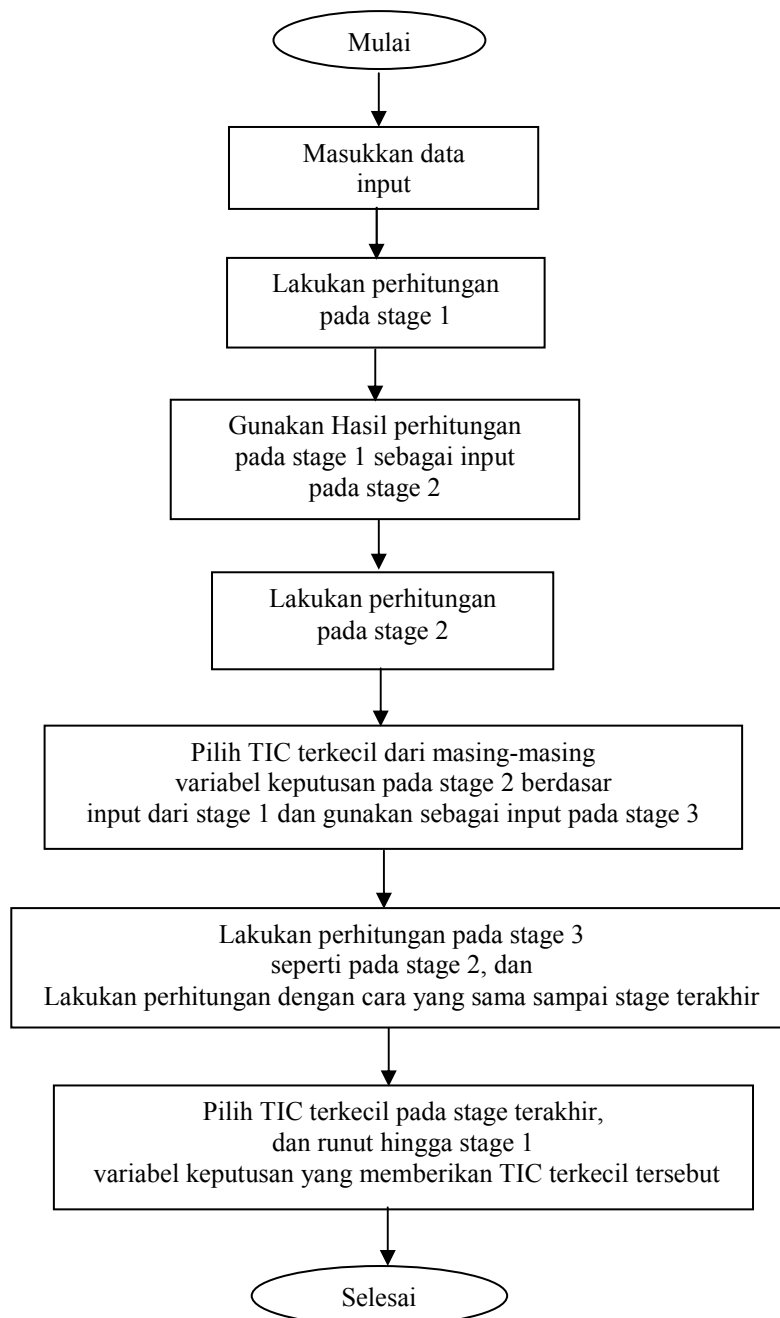 Mulai
Masukkan data
input
Lakukan perhitungan
pada stage 1
Gunakan Hasil perhitungan
pada stage 1 sebagai input
pada stage 2
Lakukan perhitungan
pada stage 2
Pilih TIC terkecil dari masing-masing
variabel keputusan pada stage 2 berdasar
input dari stage 1 dan gunakan sebagai input pada stage 3
Lakukan perhitungan pada stage 3
seperti pada stage 2, dan
Lakukan perhitungan dengan cara yang sama sampai stage terakhir
Pilih TIC terkecil pada stage terakhir,
dan runut hingga stage 1
variabel keputusan yang memberikan TIC terkecil tersebut
Selesai